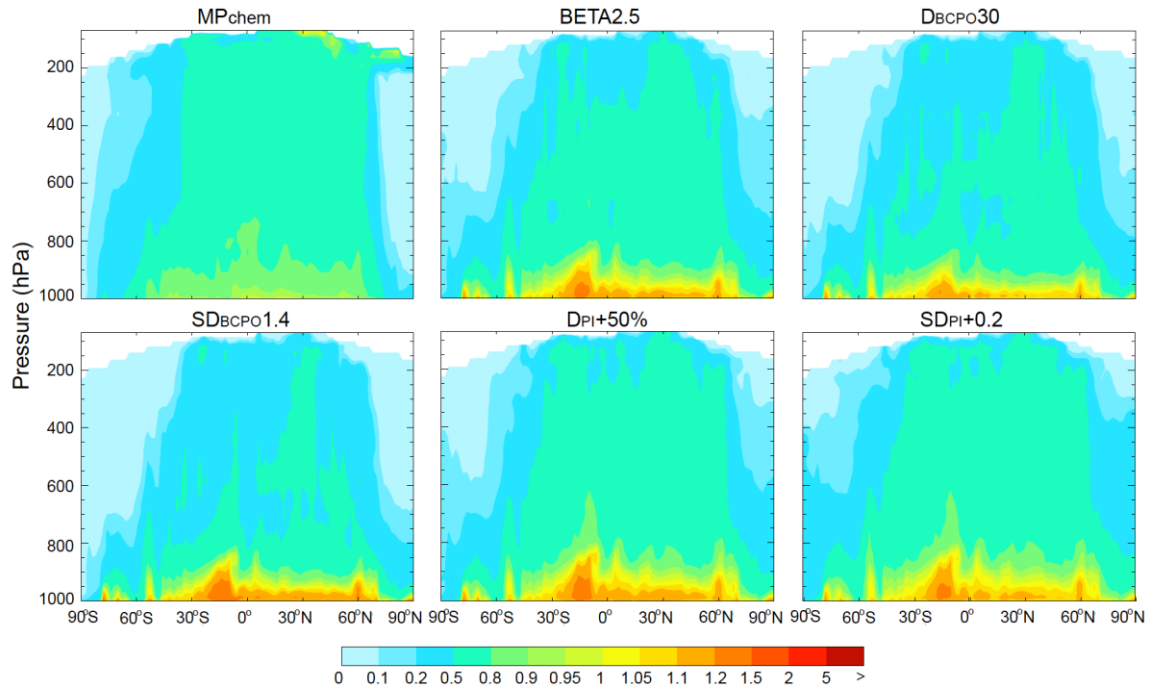 MPchem BETA2.5 DBCPO30
200
400
600
800
1000
Pressure (hPa)
SDBCPO1.4 DPI+50% SDPI+0.2
200
400
600
800
1000
90°S 60°S 30°S 0° 30°N 60°N 90°N 60°S 30°S 0° 30°N 60°N 90°N 60°S 30°S 0° 30°N 60°N 90°N
0 0.1 0.2 0.5 0.8 0.9 0.95 1 1.05 1.1 1.2 1.5 2 5 >